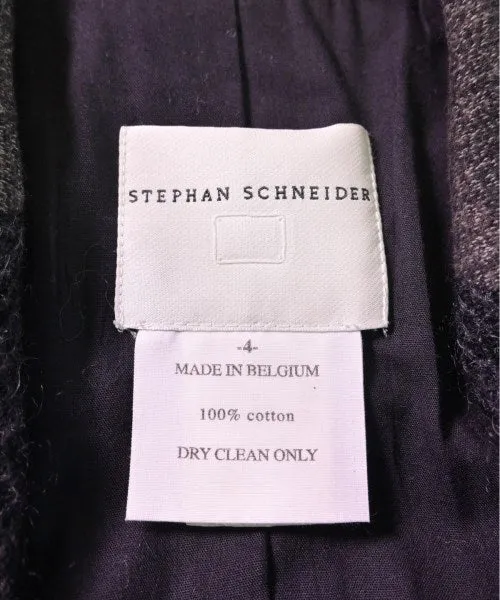 STEPHAN SCHNEIDER
-4-
MADE IN BELGIUM
100% cotton
DRY CLEAN ONLY